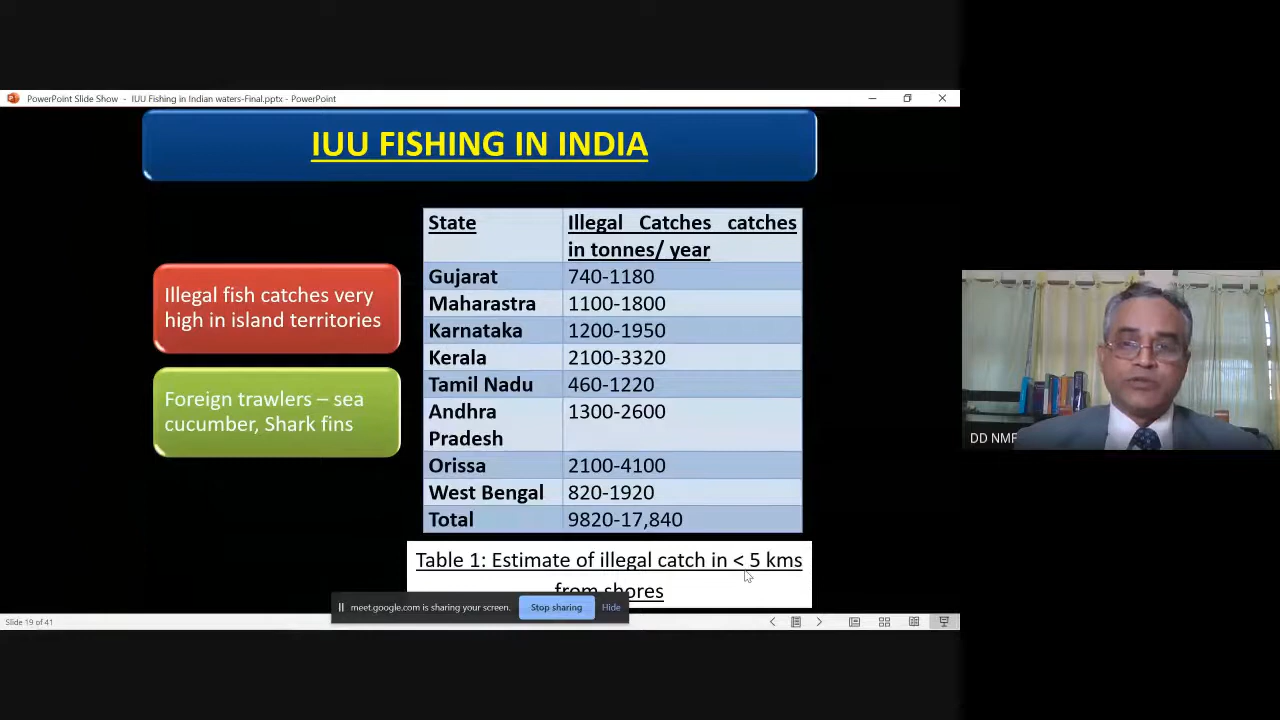 PowerPoint Slide Show - IUU Fishing in Indian waters-Final.pptx - PowerPoint
IUU FISHING IN INDIA
Illegal fish catches very
high in island territories
Foreign trawlers – sea
cucumber, Shark fins
State Illegal Catches catches
in tonnes/ year
Gujarat 740-1180
Maharastra 1100-1800
Karnataka 1200-1950
Kerala 2100-3320
Tamil Nadu 460-1220
Andhra 1300-2600
Pradesh
Orissa 2100-4100
West Bengal 820-1920
Total 9820-17,840
Table 1: Estimate of illegal catch in < 5 kms
from shores
meet.google.com is sharing your screen. Stop sharing Hide
Slide 19 of 41
DD NMF